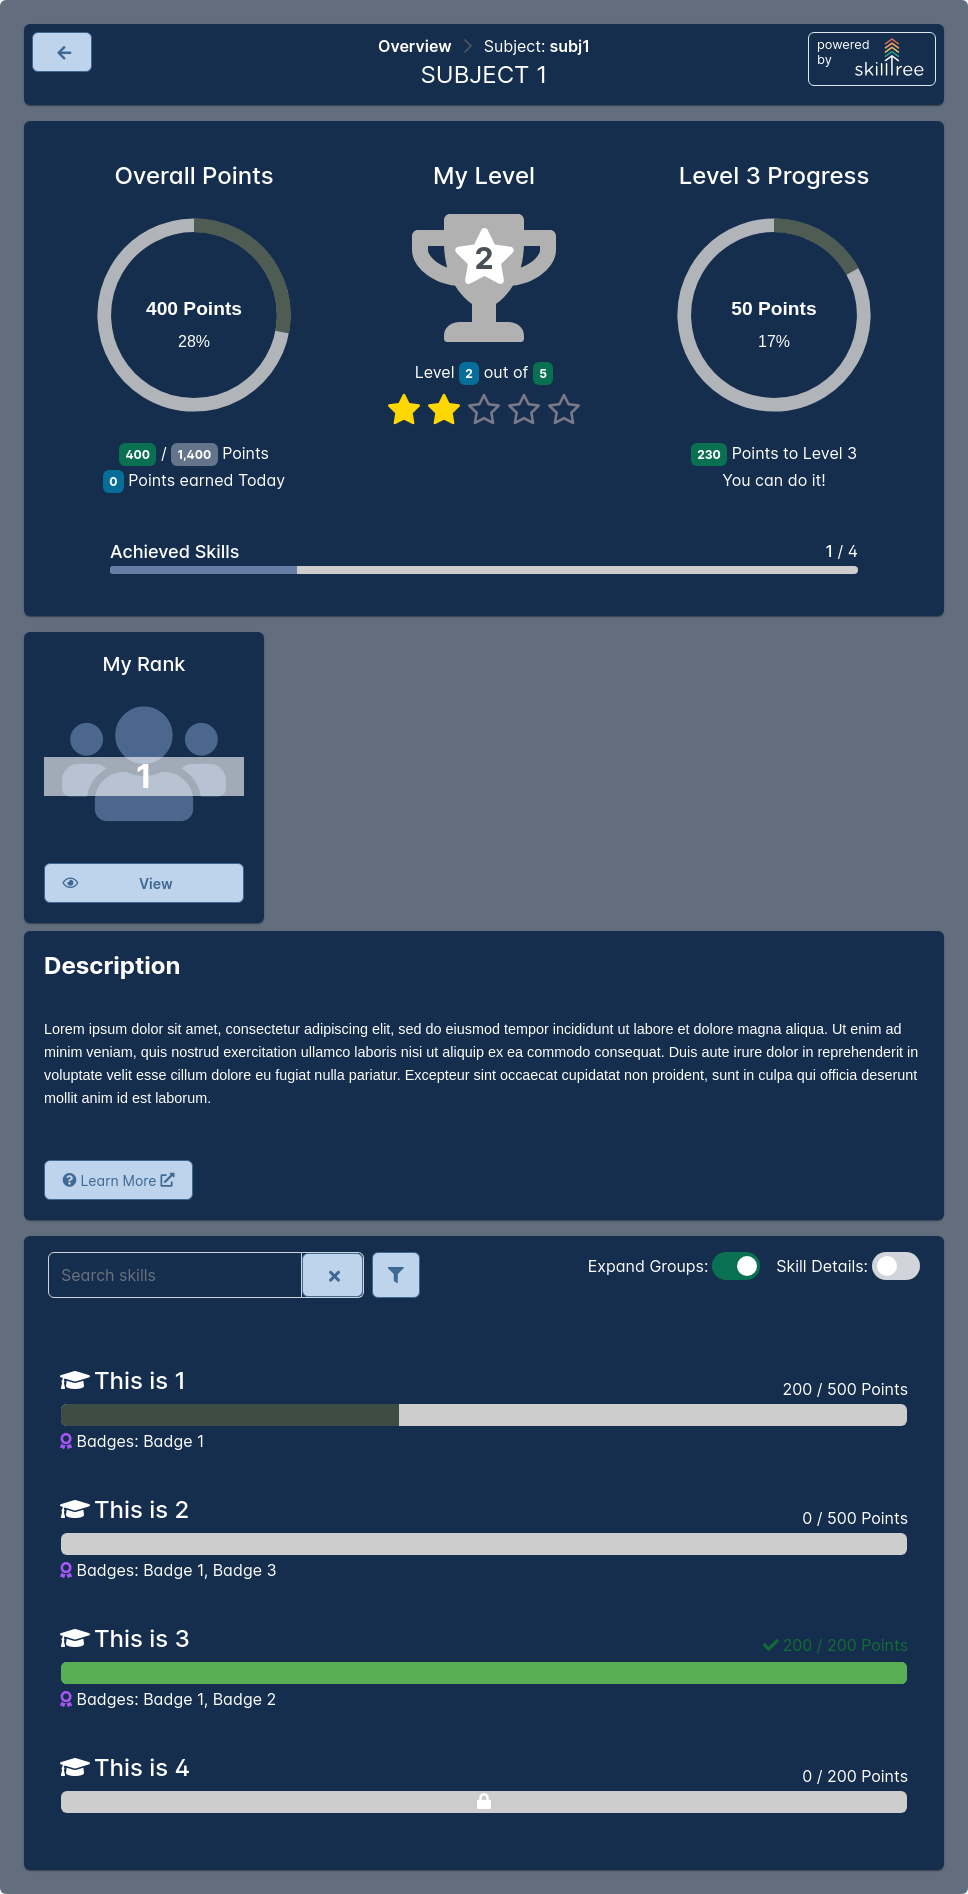 Overview > Subject: subj1
SUBJECT 1
powered
by
skilltree
Overall Points
400 Points
28%
400 / 1,400 Points
0 Points earned Today
My Level
2
Level 2 out of 5
Level 3 Progress
50 Points
17%
230 Points to Level 3
You can do it!
Achieved Skills
1 / 4
My Rank
1
View
Description
Lorem ipsum dolor sit amet, consectetur adipiscing elit, sed do eiusmod tempor incididunt ut labore et dolore magna aliqua. Ut enim ad
minim veniam, quis nostrud exercitation ullamco laboris nisi ut aliquip ex ea commodo consequat. Duis aute irure dolor in reprehenderit in
voluptate velit esse cillum dolore eu fugiat nulla pariatur. Excepteur sint occaecat cupidatat non proident, sunt in culpa qui officia deserunt
mollit anim id est laborum.
Learn More
Search skills
Expand Groups:
Skill Details:
This is 1
200 / 500 Points
Badges: Badge 1
This is 2
0 / 500 Points
Badges: Badge 1, Badge 3
This is 3
200 / 200 Points
Badges: Badge 1, Badge 2
This is 4
0 / 200 Points